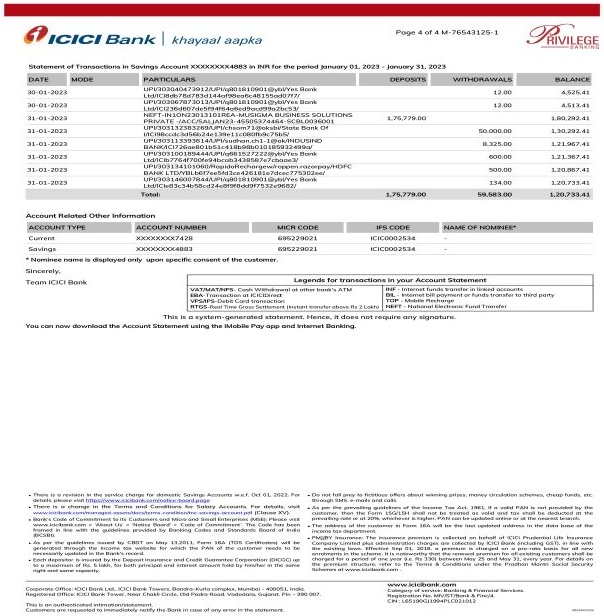 ICICI Bank | khayaal aapka
Page 4 of 4 M-76543125-1
PRIVILEGE
BANKING
Statement of Transactions in Savings Account XXXXXXXX4883 in INR for the period January 01, 2023 - January 31, 2023
DATE MODE PARTICULARS DEPOSITS WITHDRAWALS BALANCE
30-01-2023 UPI/303040473912/UPI/q801810901@ybl/Yes Bank 12.00 4,525.41
30-01-2023 UPI/303067873013/UPI/q801810901@ybl/Yes Bank 12.00 4,513.41
31-01-2023 NEFT-IN1ON23013101REA-MUSIGMA BUSINESS SOLUTIONS 1,75,779.00 1,80,292.41
PRIVATE -/ACC/SALJAN23-45505374464-SCBL0036001
31-01-2023 UPI/303132383269/UPI/chsom71@oksbi/State Bank Of 50,000.00 1,30,292.41
31-01-2023 8,325.00 1,21,967.41
31-01-2023 UPI/303100189444/UPI/q661527222@ybl/Yes Bank 600.00 1,21,367.41
31-01-2023 500.00 1,20,867.41
31-01-2023 UPI/303146007844/UPI/q801810901@ybl/Yes Bank 134.00 1,20,733.41
Total: 1,75,779.00 59,583.00 1,20,733.41
Account Related Other Information
ACCOUNT TYPE ACCOUNT NUMBER MICR CODE IFS CODE NAME OF NOMINEE*
Current XXXXXXXX7428 695229021 ICIC0002534 -
Savings XXXXXXXX4883 695229021 ICIC0002534 -
* Nominee name is displayed only upon specific consent of the customer.
Sincerely,
Team ICICI Bank
Legends for transactions in your Account Statement
VAT/MAT/NFS- Cash Withdrawal at other bank's ATM
EBA-Transaction at ICICIDirect
VPS/IPS-Debit Card transaction
RTGS-Real Time Gross Settlement (Instant transfer above Rs 2 Lakh)
INF - Internet funds transfer in linked accounts
BIL - Internet bill payment or funds transfer to third party
TOP - Mobile Recharge
NEFT - National Electronic Fund Transfer
This is a system-generated statement. Hence, it does not require any signature.
You can now download the Account Statement using the iMobile Pay app and Internet Banking.
• There is a revision in the service charge for domestic Savings Accounts w.e.f. Oct 01, 2022. For
details, please visit https://www.icicibank.com/notice-board.page
• There is a change in the Terms and Conditions for Salary Accounts. For details, visit
www.icicibank.com/managed-assets/docs/terms-condition/savings-account.pdf (Clause XV).
• Bank's Code of Commitment to its Customers and Micro and Small Enterprises (MSE): Please visit
www.icicibank.com < 'About Us' < 'Notice Board' < 'Code of Commitment'. The Code has been
framed in line with the guidelines provided by Banking Codes and Standards Board of India
(BCSBI).
• As per the guidelines issued by CBDT on May 13,2011, Form 16A (TDS Certificates) will be
generated through the income tax website for which the PAN of the customer needs to be
necessarily updated in the Bank's record.
• Each depositor is insured by the Deposit Insurance and Credit Guarantee Corporation (DICGC) up
to a maximum of Rs. 5 lakh, for both principal and interest amount held by her/him in the same
right and same capacity.
• Do not fall prey to fictitious offers about winning prizes, money circulation schemes, cheap funds, etc.
through SMS, e-mails and calls.
• As per the prevailing guidelines of the Income Tax Act, 1961, if a valid PAN is not provided by the
customer, then the Form 15G/15H shall not be treated as valid and tax shall be deducted at the
prevailing rate or at 20%, whichever is higher. PAN can be updated online or at the nearest branch.
• The address of the customer in Form 16A will be the last updated address in the data base of the
income tax department.
• PMJJBY Insurance: The insurance premium is collected on behalf of ICICI Prudential Life Insurance
Company Limited plus administration charges are collected by ICICI Bank (including GST), in line with
the existing laws. Effective Sep 01, 2018, a premium is charged on a pro-rata basis for all new
enrolments in the scheme. It is noteworthy that the renewal premium for all existing customers will be
charged for a period of one year (i.e. Rs 330) between May 25 and May 31, every year. For details on
the premium structure, refer to the Terms & Conditions under the Pradhan Mantri Social Security
Schemes at www.icicibank.com.
Corporate Office: ICICI Bank Ltd., ICICI Bank Towers, Bandra-Kurla complex, Mumbai - 400051, India.
Registered Office: ICICI Bank Tower, Near Chakli Circle, Old Padra Road, Vadodara, Gujarat. Pin - 390 007.
This is an authenticated intimation/statement.
Customers are requested to immediately notify the Bank in case of any error in the statement.
www.icicibank.com
Category of service: Banking & Financial Services.
Registration No. MIV/ST/Bank & Fin/4.
CIN : L65190GJ1994PLC021012